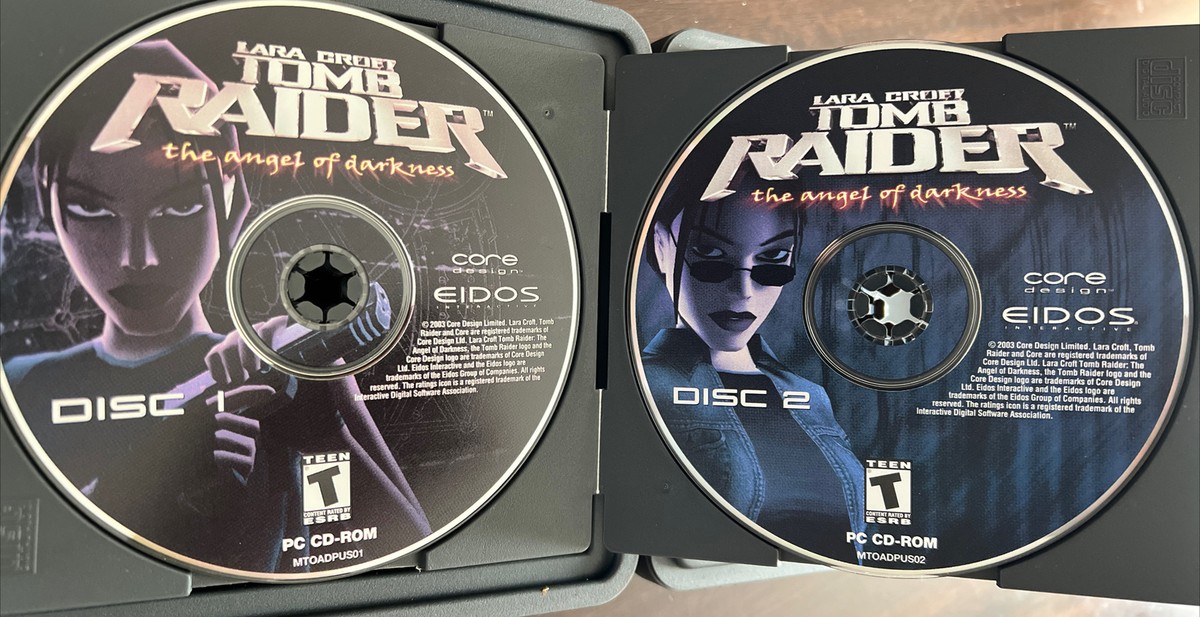 LARA CROFT
TOMB
RAIDER™
the angel of darkness
core
design™
EIDOS
INTERACTIVE
© 2003 Core Design Limited. Lara Croft, Tomb
Raider and Core are registered trademarks of
Core Design Ltd. Lara Croft Tomb Raider: The
Angel of Darkness, the Tomb Raider logo and the
Core Design logo are trademarks of Core Design
Ltd. Eidos Interactive and the Eidos logo are
trademarks of the Eidos Group of Companies. All rights
reserved. The ratings icon is a registered trademark of the
Interactive Digital Software Association.
DISC 1
TEEN
T
CONTENT RATED BY
ESRB
PC CD-ROM
MTOADPUS01
LARA CROFT
TOMB
RAIDER™
the angel of darkness
core
design™
EIDOS
INTERACTIVE
© 2003 Core Design Limited. Lara Croft, Tomb
Raider and Core are registered trademarks of
Core Design Ltd. Lara Croft Tomb Raider: The
Angel of Darkness, the Tomb Raider logo and the
Core Design logo are trademarks of Core Design
Ltd. Eidos Interactive and the Eidos logo are
trademarks of the Eidos Group of Companies. All rights
reserved. The ratings icon is a registered trademark of the
Interactive Digital Software Association.
DISC 2
TEEN
T
CONTENT RATED BY
ESRB
PC CD-ROM
MTOADPUS02